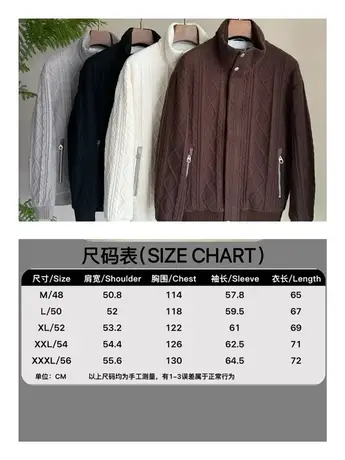 尺码表(SIZE CHART)
尺寸/Size 肩宽/Shoulder 胸围/Chest 袖长/Sleeve 衣长/Length
M/48 50.8 114 57.8 65
L/50 52 118 59.5 67
XL/52 53.2 122 61 69
XXL/54 54.4 126 62.5 71
XXXL/56 55.6 130 64.5 72
单位：CM 以上尺码均为手工测量，有1-3误差属于正常行为